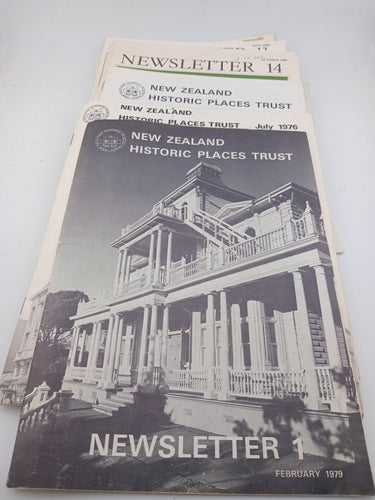 NEWSLETTER 14
NEW ZEALAND
HISTORIC PLACES TRUST
NEW ZEALAND
HISTORIC PLACES TRUST July 1976
NEW ZEALAND
HISTORIC PLACES TRUST
NEWSLETTER 1
FEBRUARY 1979